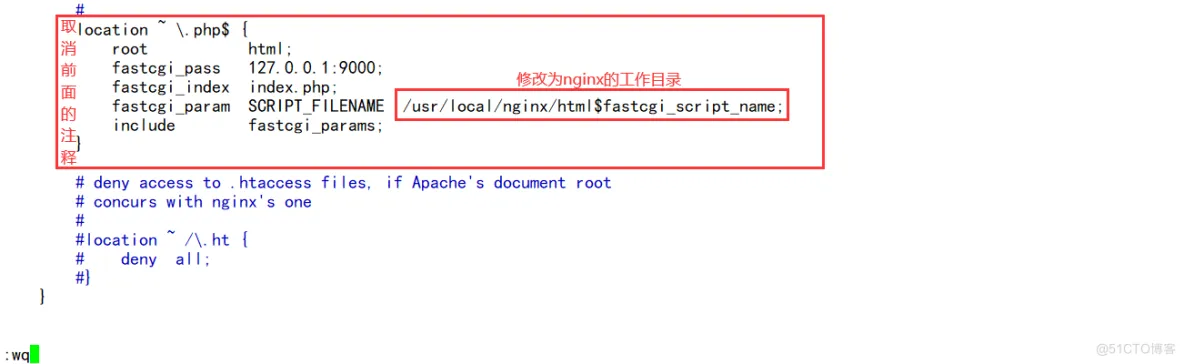 #
location ~ \.php$ {
root html;
fastcgi_pass 127.0.0.1:9000;
fastcgi_index index.php;
fastcgi_param SCRIPT_FILENAME /usr/local/nginx/html$fastcgi_script_name;
include fastcgi_params;
}
取消前面的注释
修改为nginx的工作目录
# deny access to .htaccess files, if Apache's document root
# concurs with nginx's one
#
#location ~ /\.ht {
# deny all;
#}
}
:wq
@51CTO博客